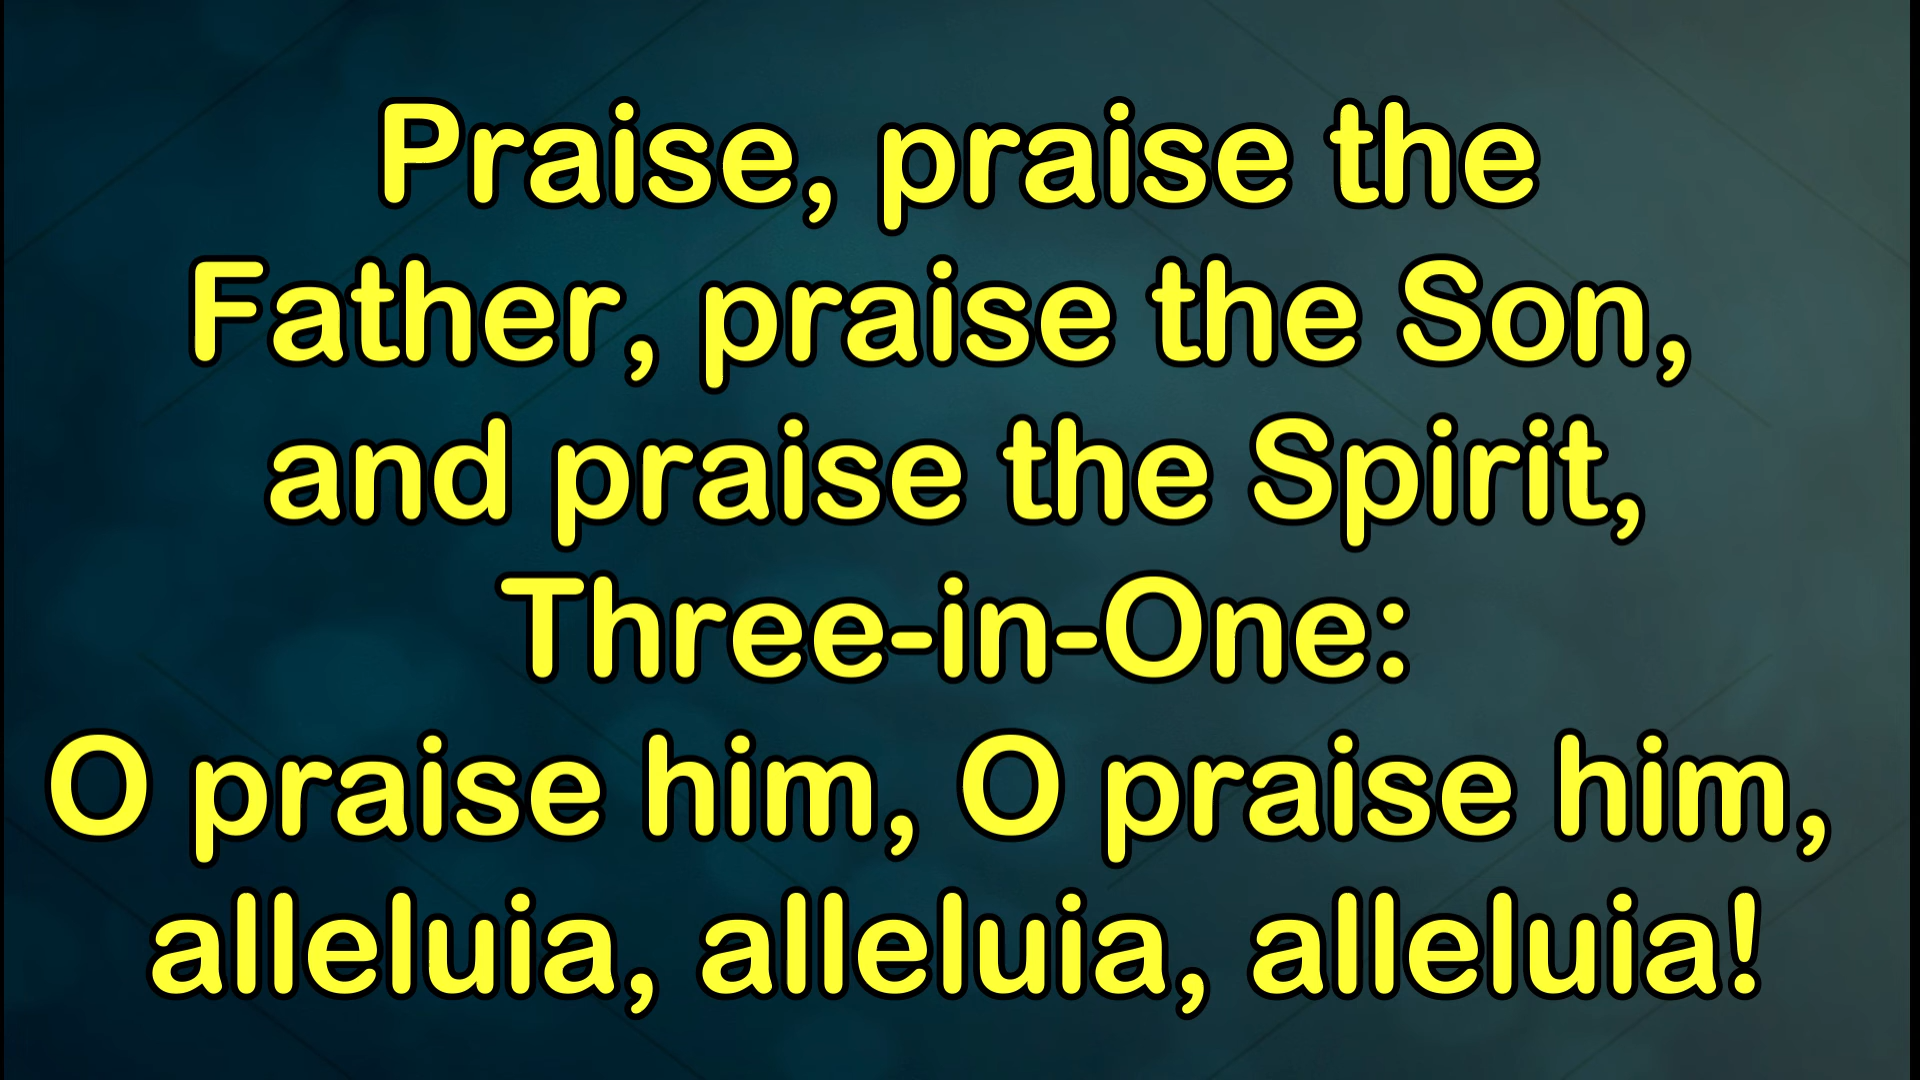 Praise, praise the
Father, praise the Son,
and praise the Spirit,
Three-in-One:
O praise him, O praise him,
alleluia, alleluia, alleluia!